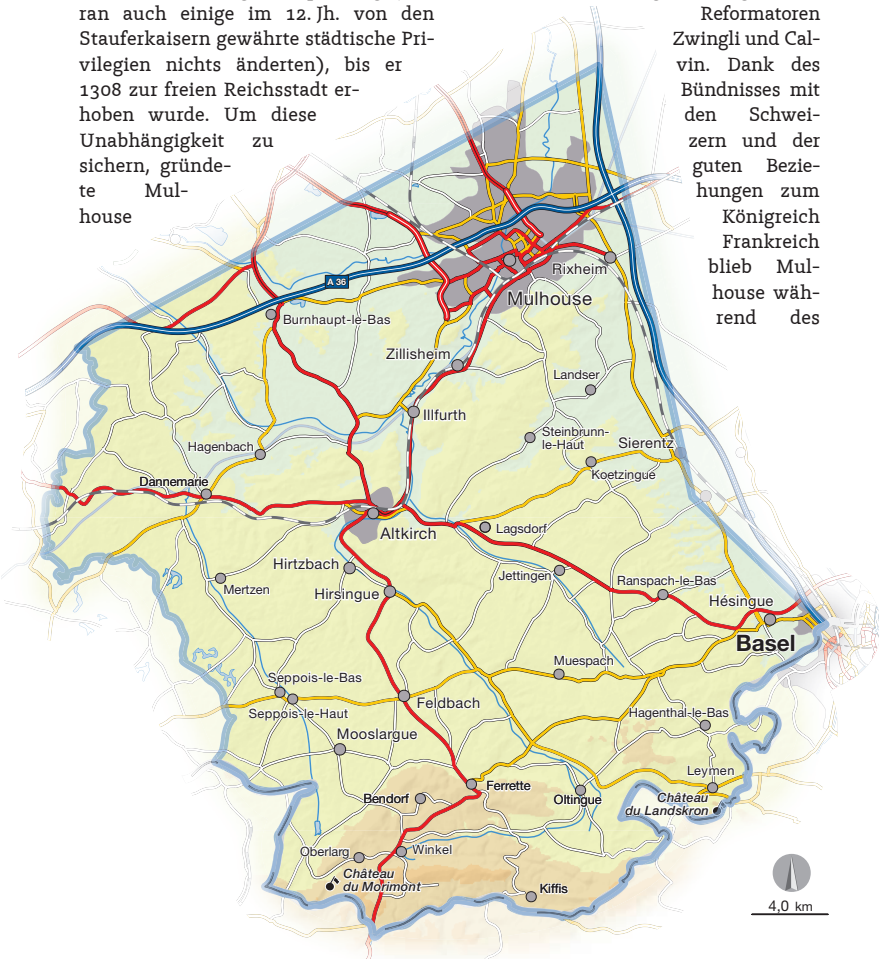 ran auch einige im 12. Jh. von den
Stauferkaisern gewährte städtische Pri-
vilegien nichts änderten), bis er
1308 zur freien Reichsstadt er-
hoben wurde. Um diese
Unabhängigkeit zu
sichern, gründe-
te Mul-
house
Reformatoren
Zwingli und Cal-
vin. Dank des
Bündnisses mit
den Schwei-
zern und der
guten Bezie-
hungen zum
Königreich
Frankreich
blieb Mul-
house wäh-
rend des
A 36
Rixheim
Mulhouse
Burnhaupt-le-Bas
Zillisheim
Landser
Illfurth
Steinbrunn-
le-Haut
Sierentz
Hagenbach
Koetzingue
Dannemarie
Altkirch
Lagsdorf
Hirtzbach
Jettingen
Ranspach-le-Bas
Mertzen
Hirsingue
Hésingue
Basel
Muespach
Seppois-le-Bas
Feldbach
Seppois-le-Haut
Hagenthal-le-Bas
Mooslargue
Leymen
Ferrette
Bendorf
Oltingue
Château
du Landskron
Oberlarg
Winkel
Château
du Morimont
Kiffis
4,0 km